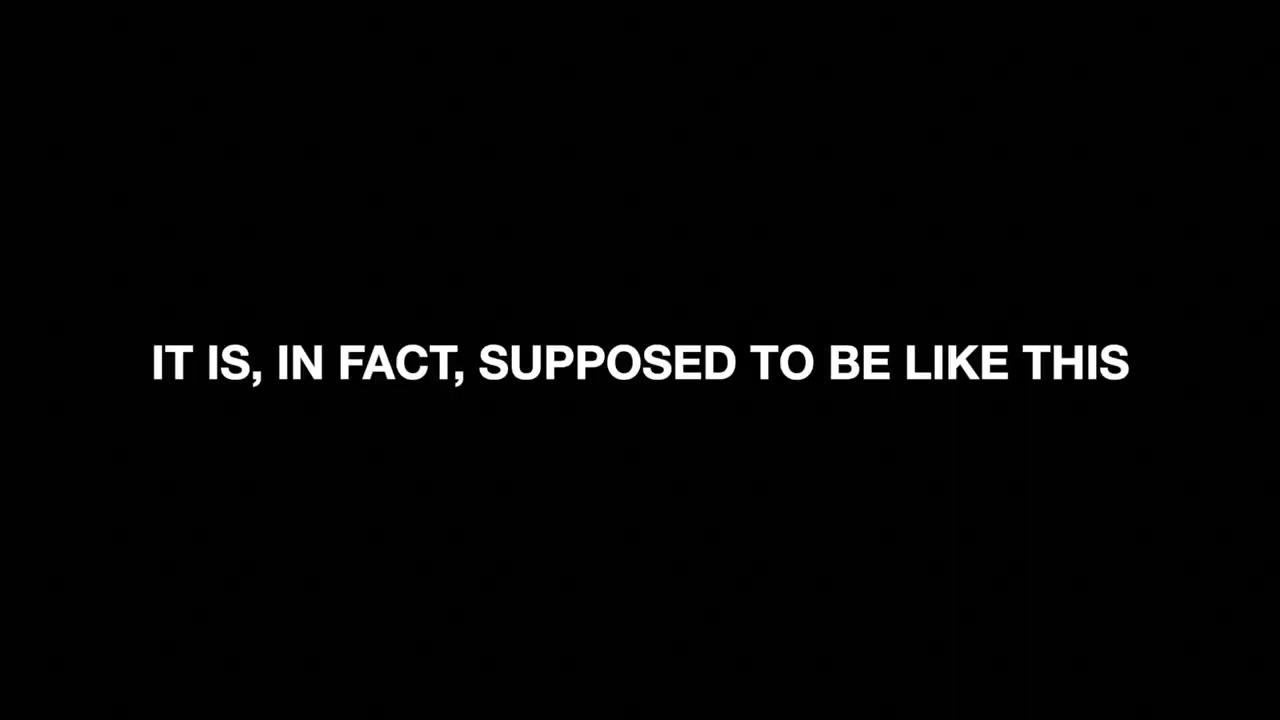 IT IS, IN FACT, SUPPOSED TO BE LIKE THIS